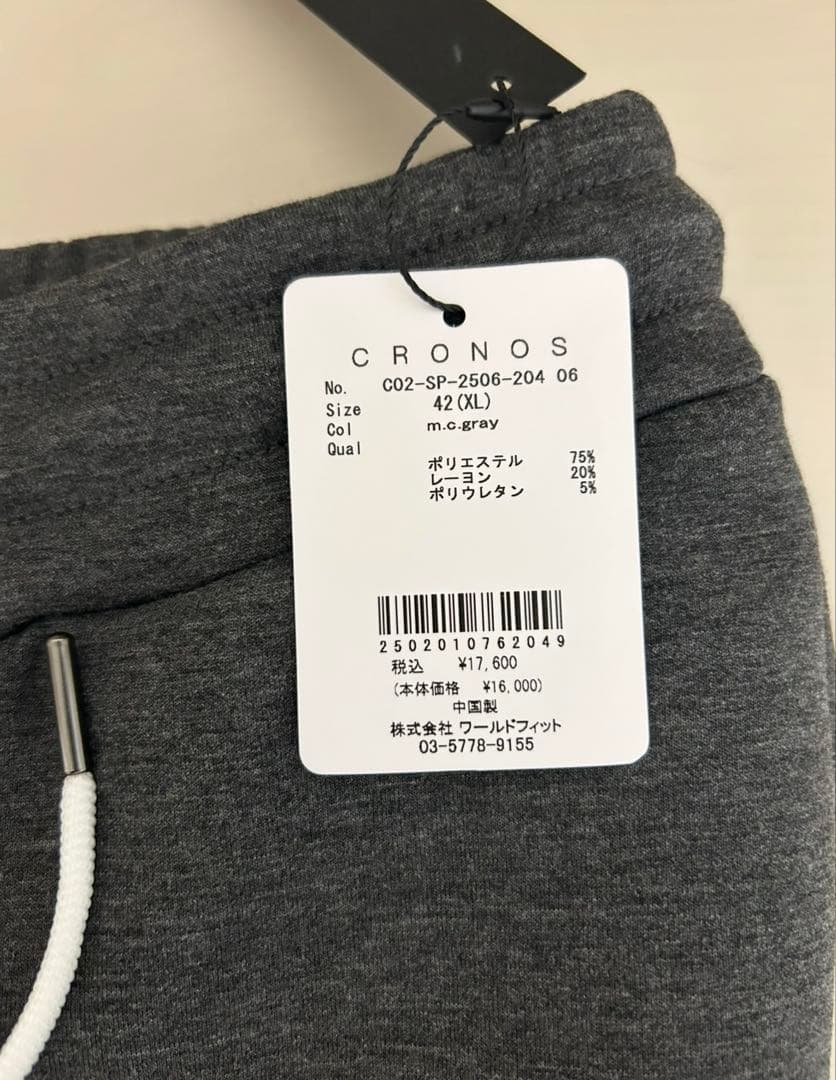 CRONOS
No. C02-SP-2506-204 06
Size 42(XL)
Col m.c.gray
Qual
ポリエステル 75%
レーヨン 20%
ポリウレタン 5%
2502010762049
税込 ¥17,600
(本体価格 ¥16,000)
中国製
株式会社 ワールドフィット
03-5778-9155